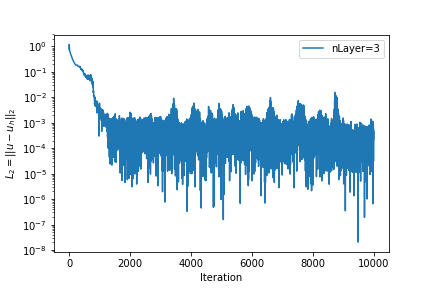 nLayer=3
10⁰
10⁻¹
10⁻²
10⁻³
10⁻⁴
10⁻⁵
10⁻⁶
10⁻⁷
10⁻⁸
L₂ = ||u − uₕ||₂
0 2000 4000 6000 8000 10000
Iteration